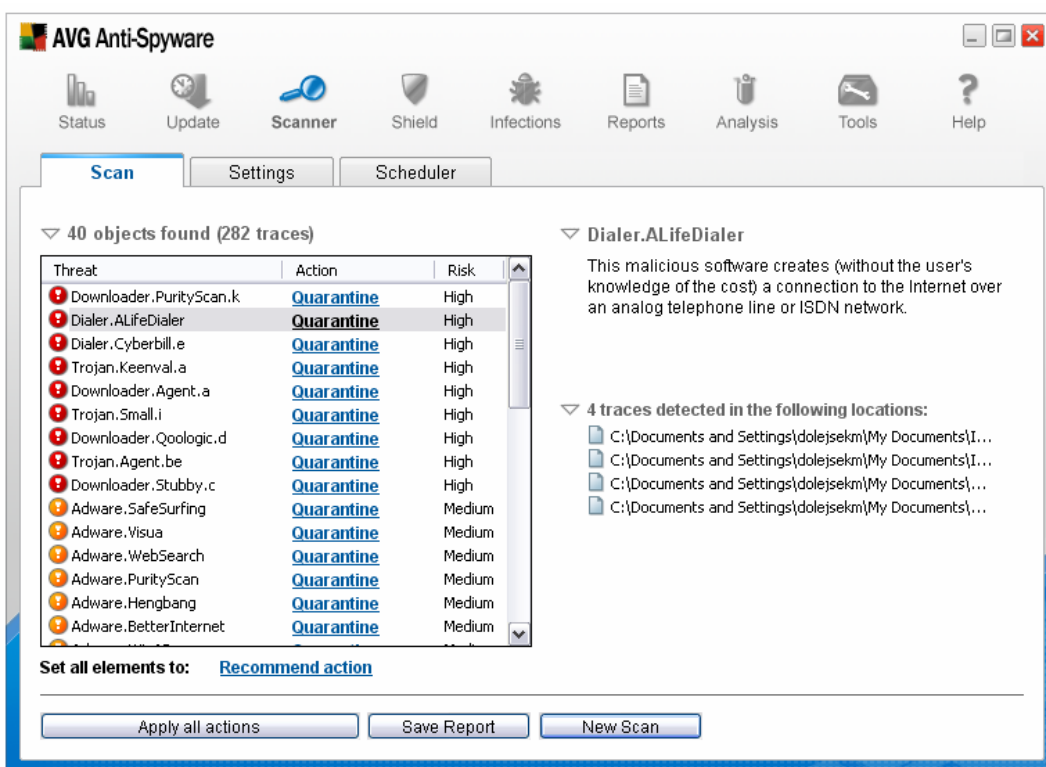 AVG Anti-Spyware
Status Update Scanner Shield Infections Reports Analysis Tools Help
Scan Settings Scheduler
40 objects found (282 traces)
Threat Action Risk
Downloader.PurityScan.k Quarantine High
Dialer.ALifeDialer Quarantine High
Dialer.Cyberbill.e Quarantine High
Trojan.Keenval.a Quarantine High
Downloader.Agent.a Quarantine High
Trojan.Small.i Quarantine High
Downloader.Qoologic.d Quarantine High
Trojan.Agent.be Quarantine High
Downloader.Stubby.c Quarantine High
Adware.SafeSurfing Quarantine Medium
Adware.Visua Quarantine Medium
Adware.WebSearch Quarantine Medium
Adware.PurityScan Quarantine Medium
Adware.Hengbang Quarantine Medium
Adware.BetterInternet Quarantine Medium
Set all elements to: Recommend action
Dialer.ALifeDialer
This malicious software creates (without the user's
knowledge of the cost) a connection to the Internet over
an analog telephone line or ISDN network.
4 traces detected in the following locations:
C:\Documents and Settings\dolejsekm\My Documents\I...
C:\Documents and Settings\dolejsekm\My Documents\I...
C:\Documents and Settings\dolejsekm\My Documents\...
C:\Documents and Settings\dolejsekm\My Documents\...
Apply all actions Save Report New Scan